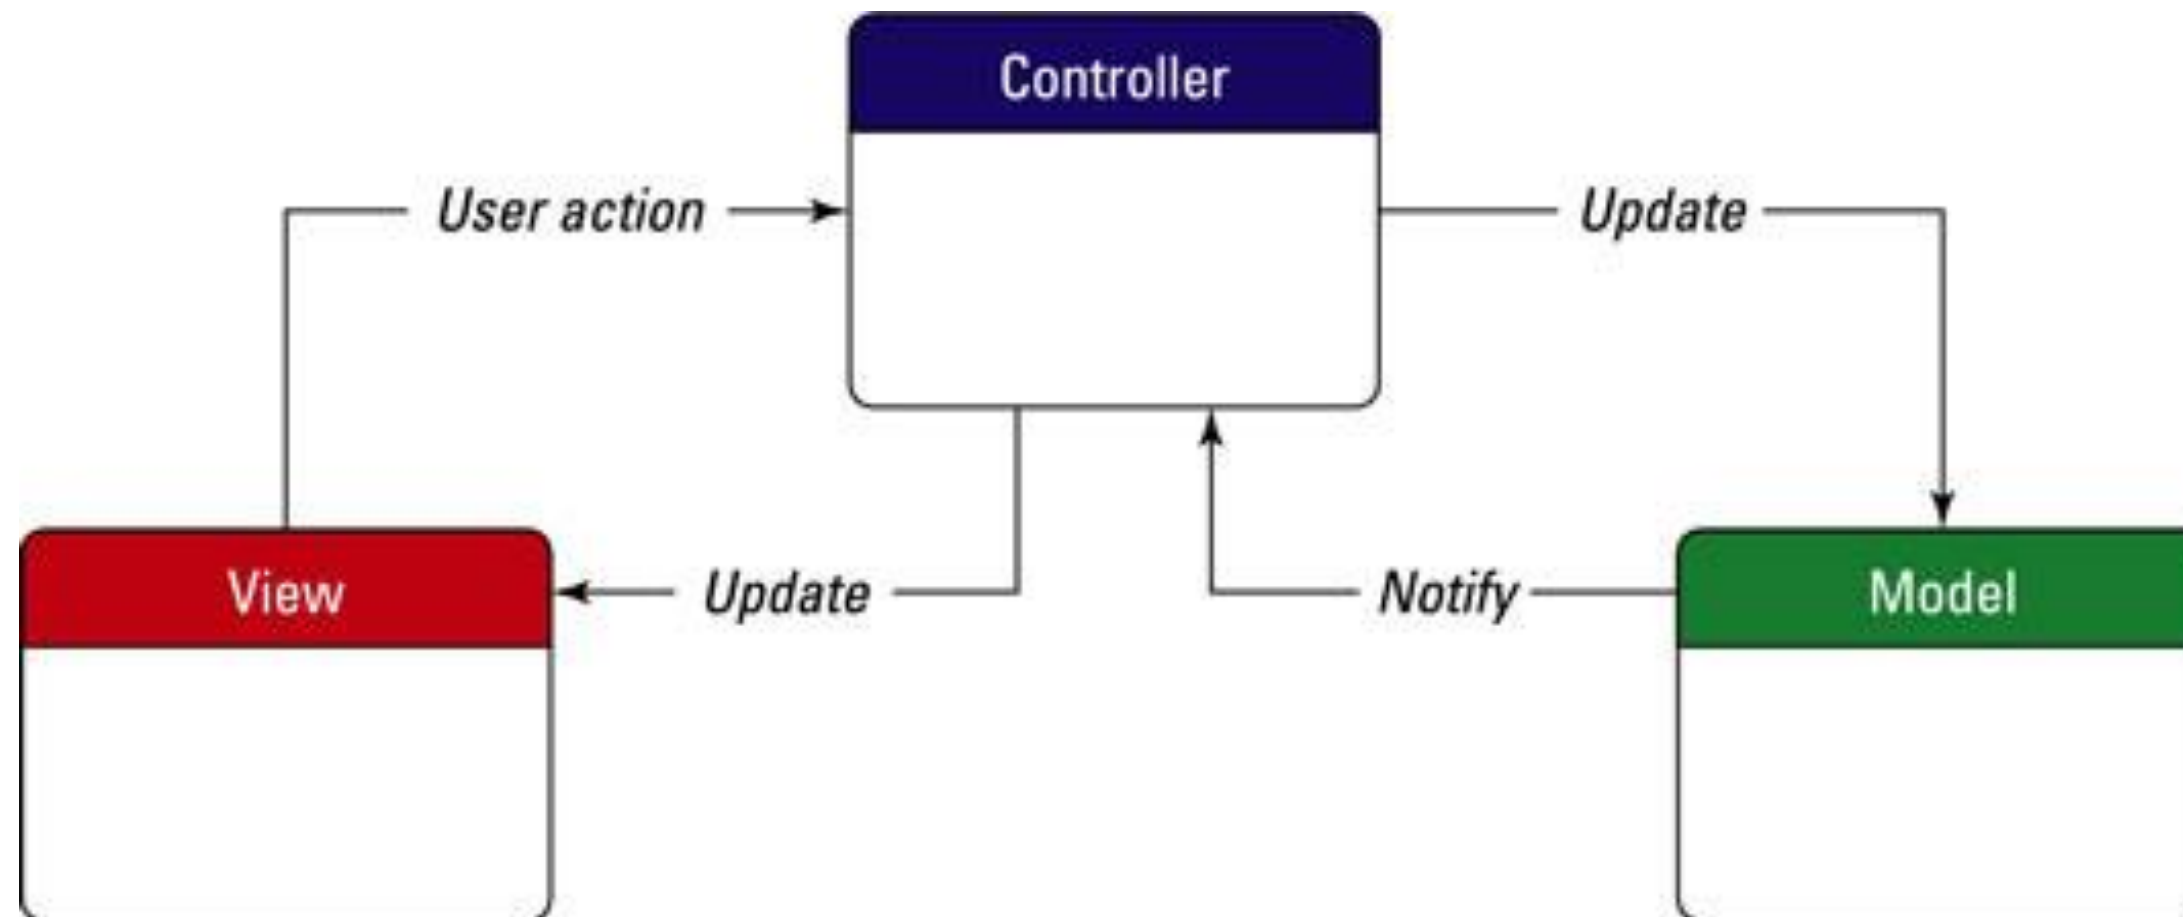 Controller
User action
Update
View
Update
Notify
Model